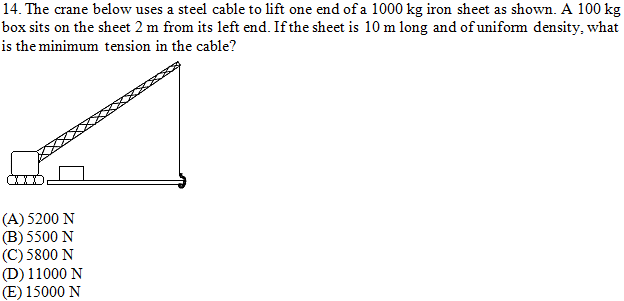 14. The crane below uses a steel cable to lift one end of a 1000 kg iron sheet as shown. A 100 kg
box sits on the sheet 2 m from its left end. If the sheet is 10 m long and of uniform density, what
is the minimum tension in the cable?
(A) 5200 N
(B) 5500 N
(C) 5800 N
(D) 11000 N
(E) 15000 N